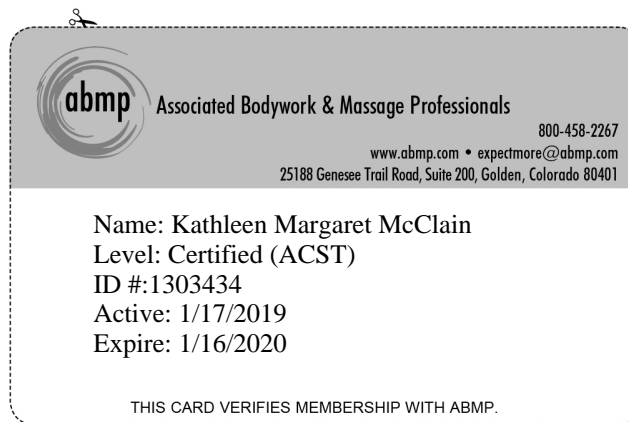 abmp
Associated Bodywork & Massage Professionals
800-458-2267
www.abmp.com • expectmore@abmp.com
25188 Genesee Trail Road, Suite 200, Golden, Colorado 80401
Name: Kathleen Margaret McClain
Level: Certified (ACST)
ID #:1303434
Active: 1/17/2019
Expire: 1/16/2020
THIS CARD VERIFIES MEMBERSHIP WITH ABMP.